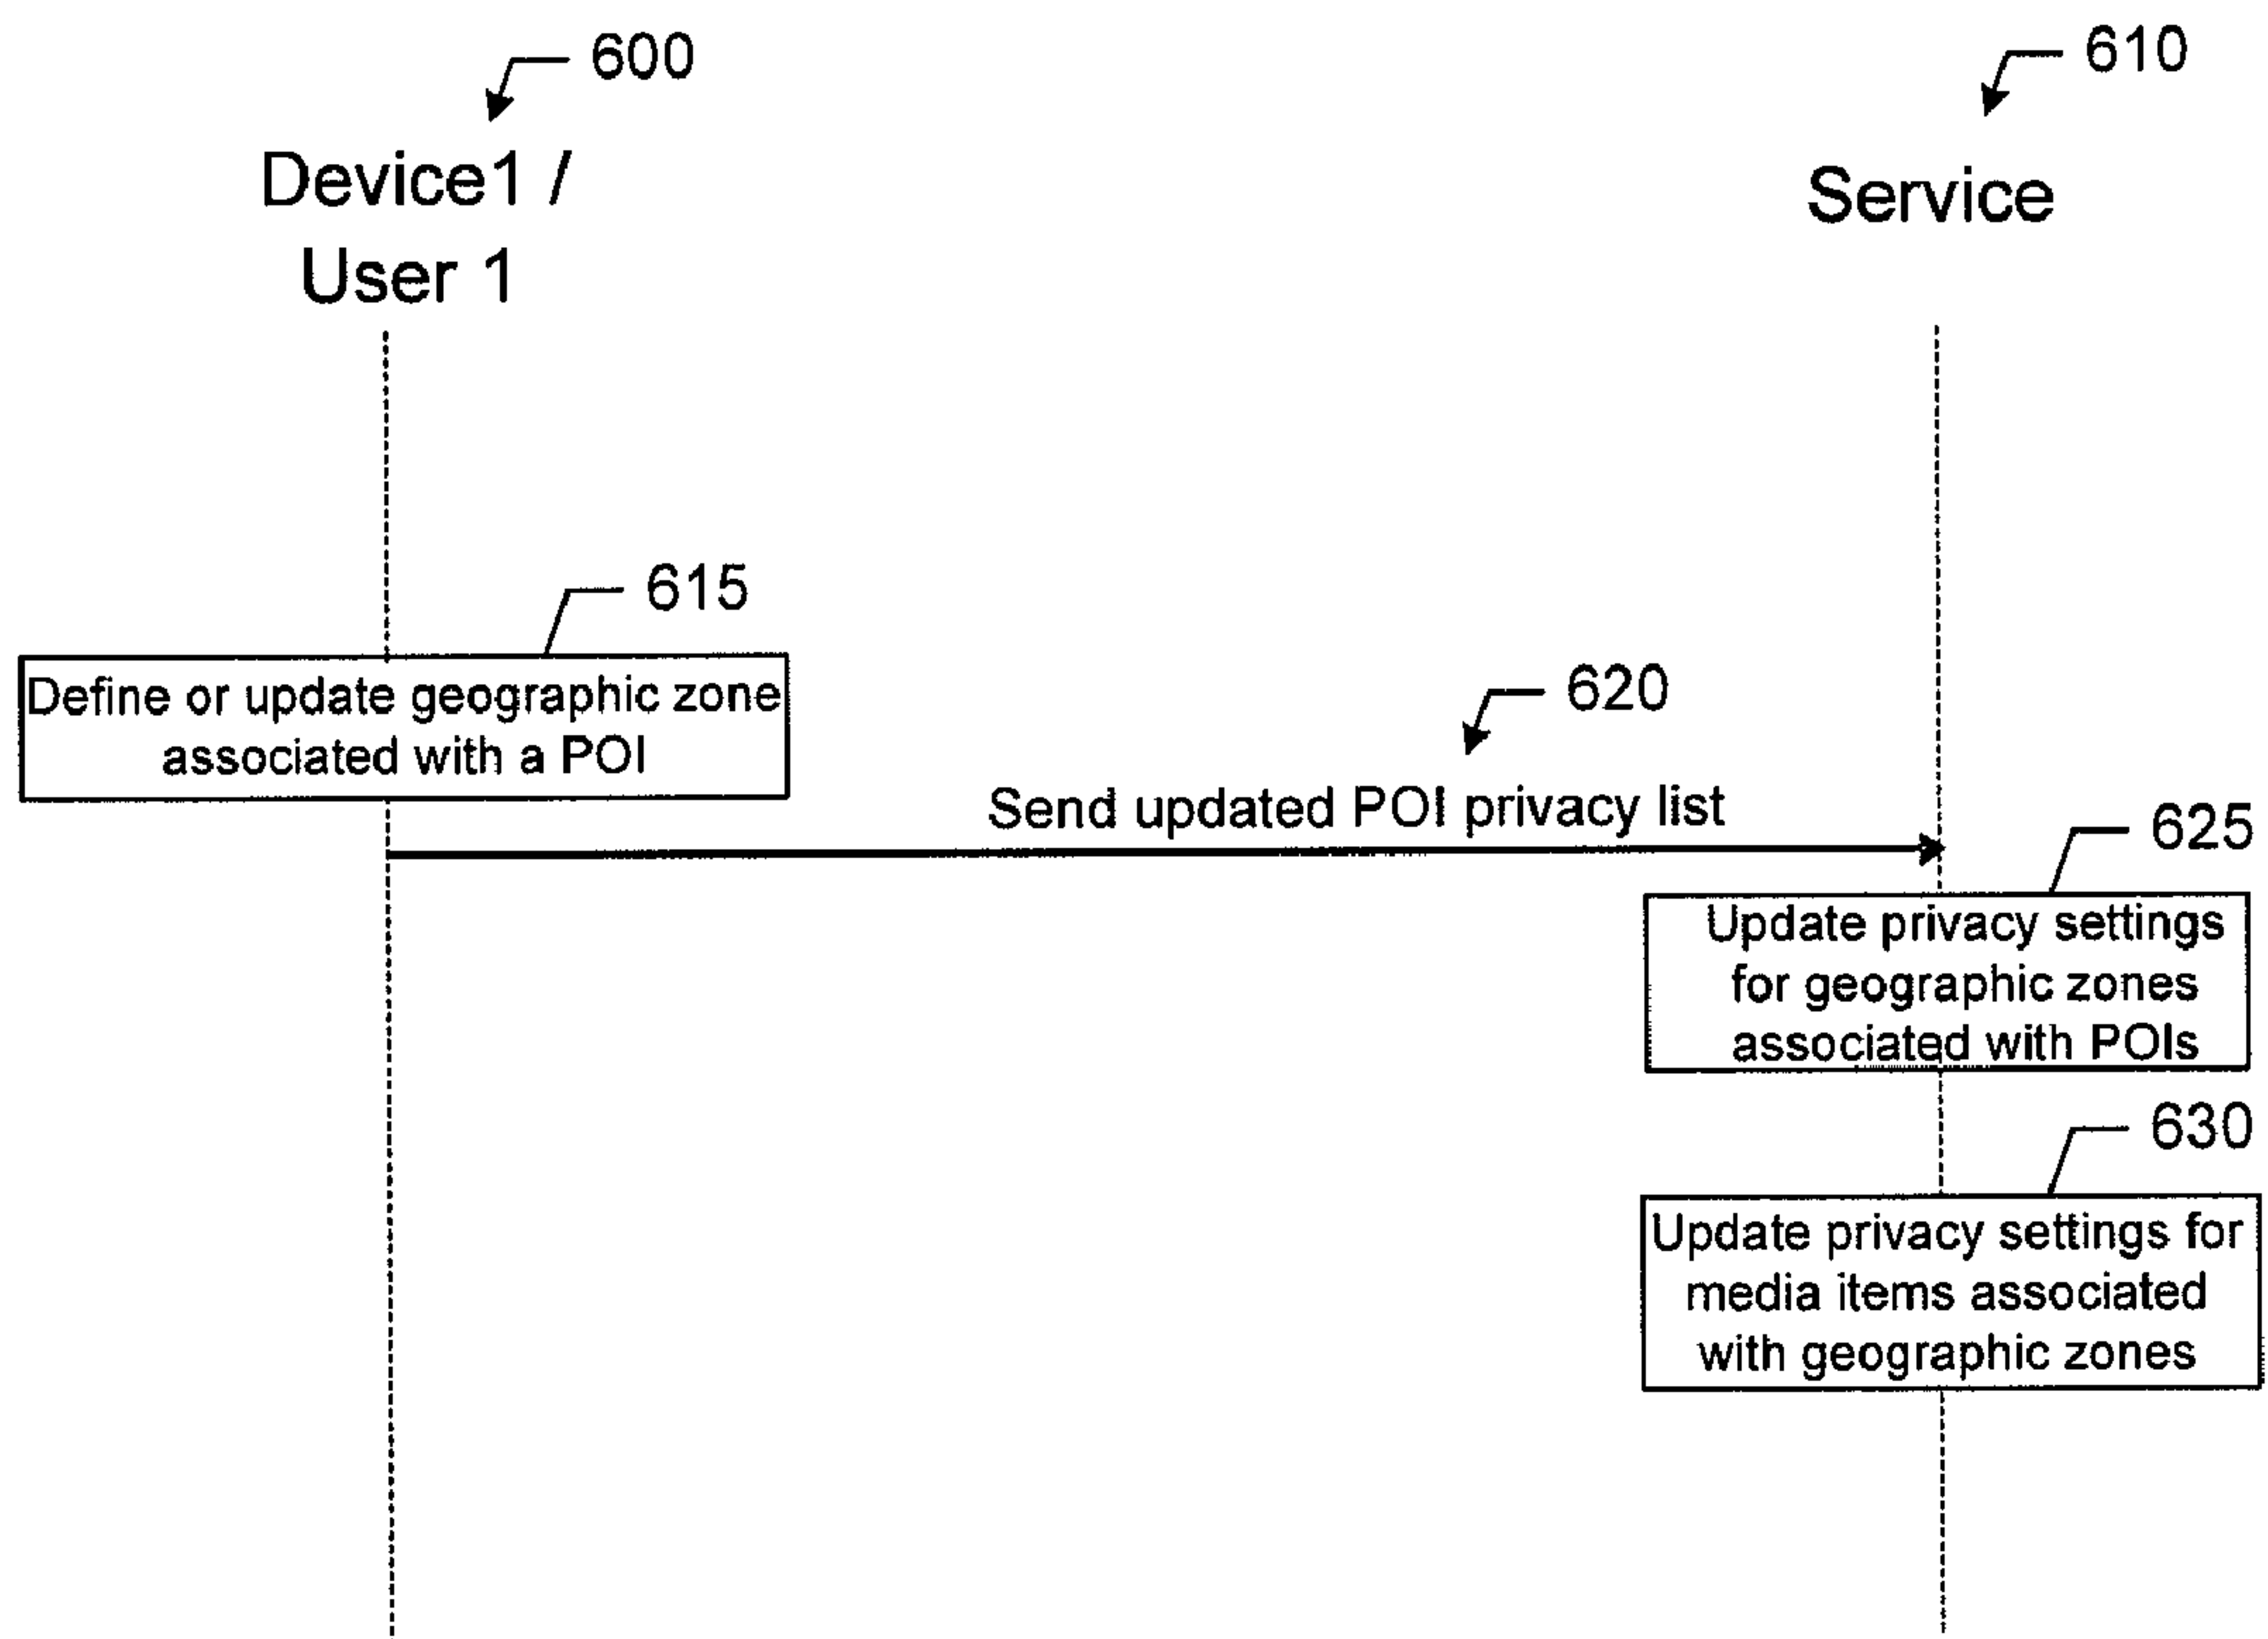 600
610
Device1 /
User 1
Service
615
Define or update geographic zone
associated with a POI
620
Send updated POI privacy list
625
Update privacy settings
for geographic zones
associated with POIs
630
Update privacy settings for
media items associated
with geographic zones